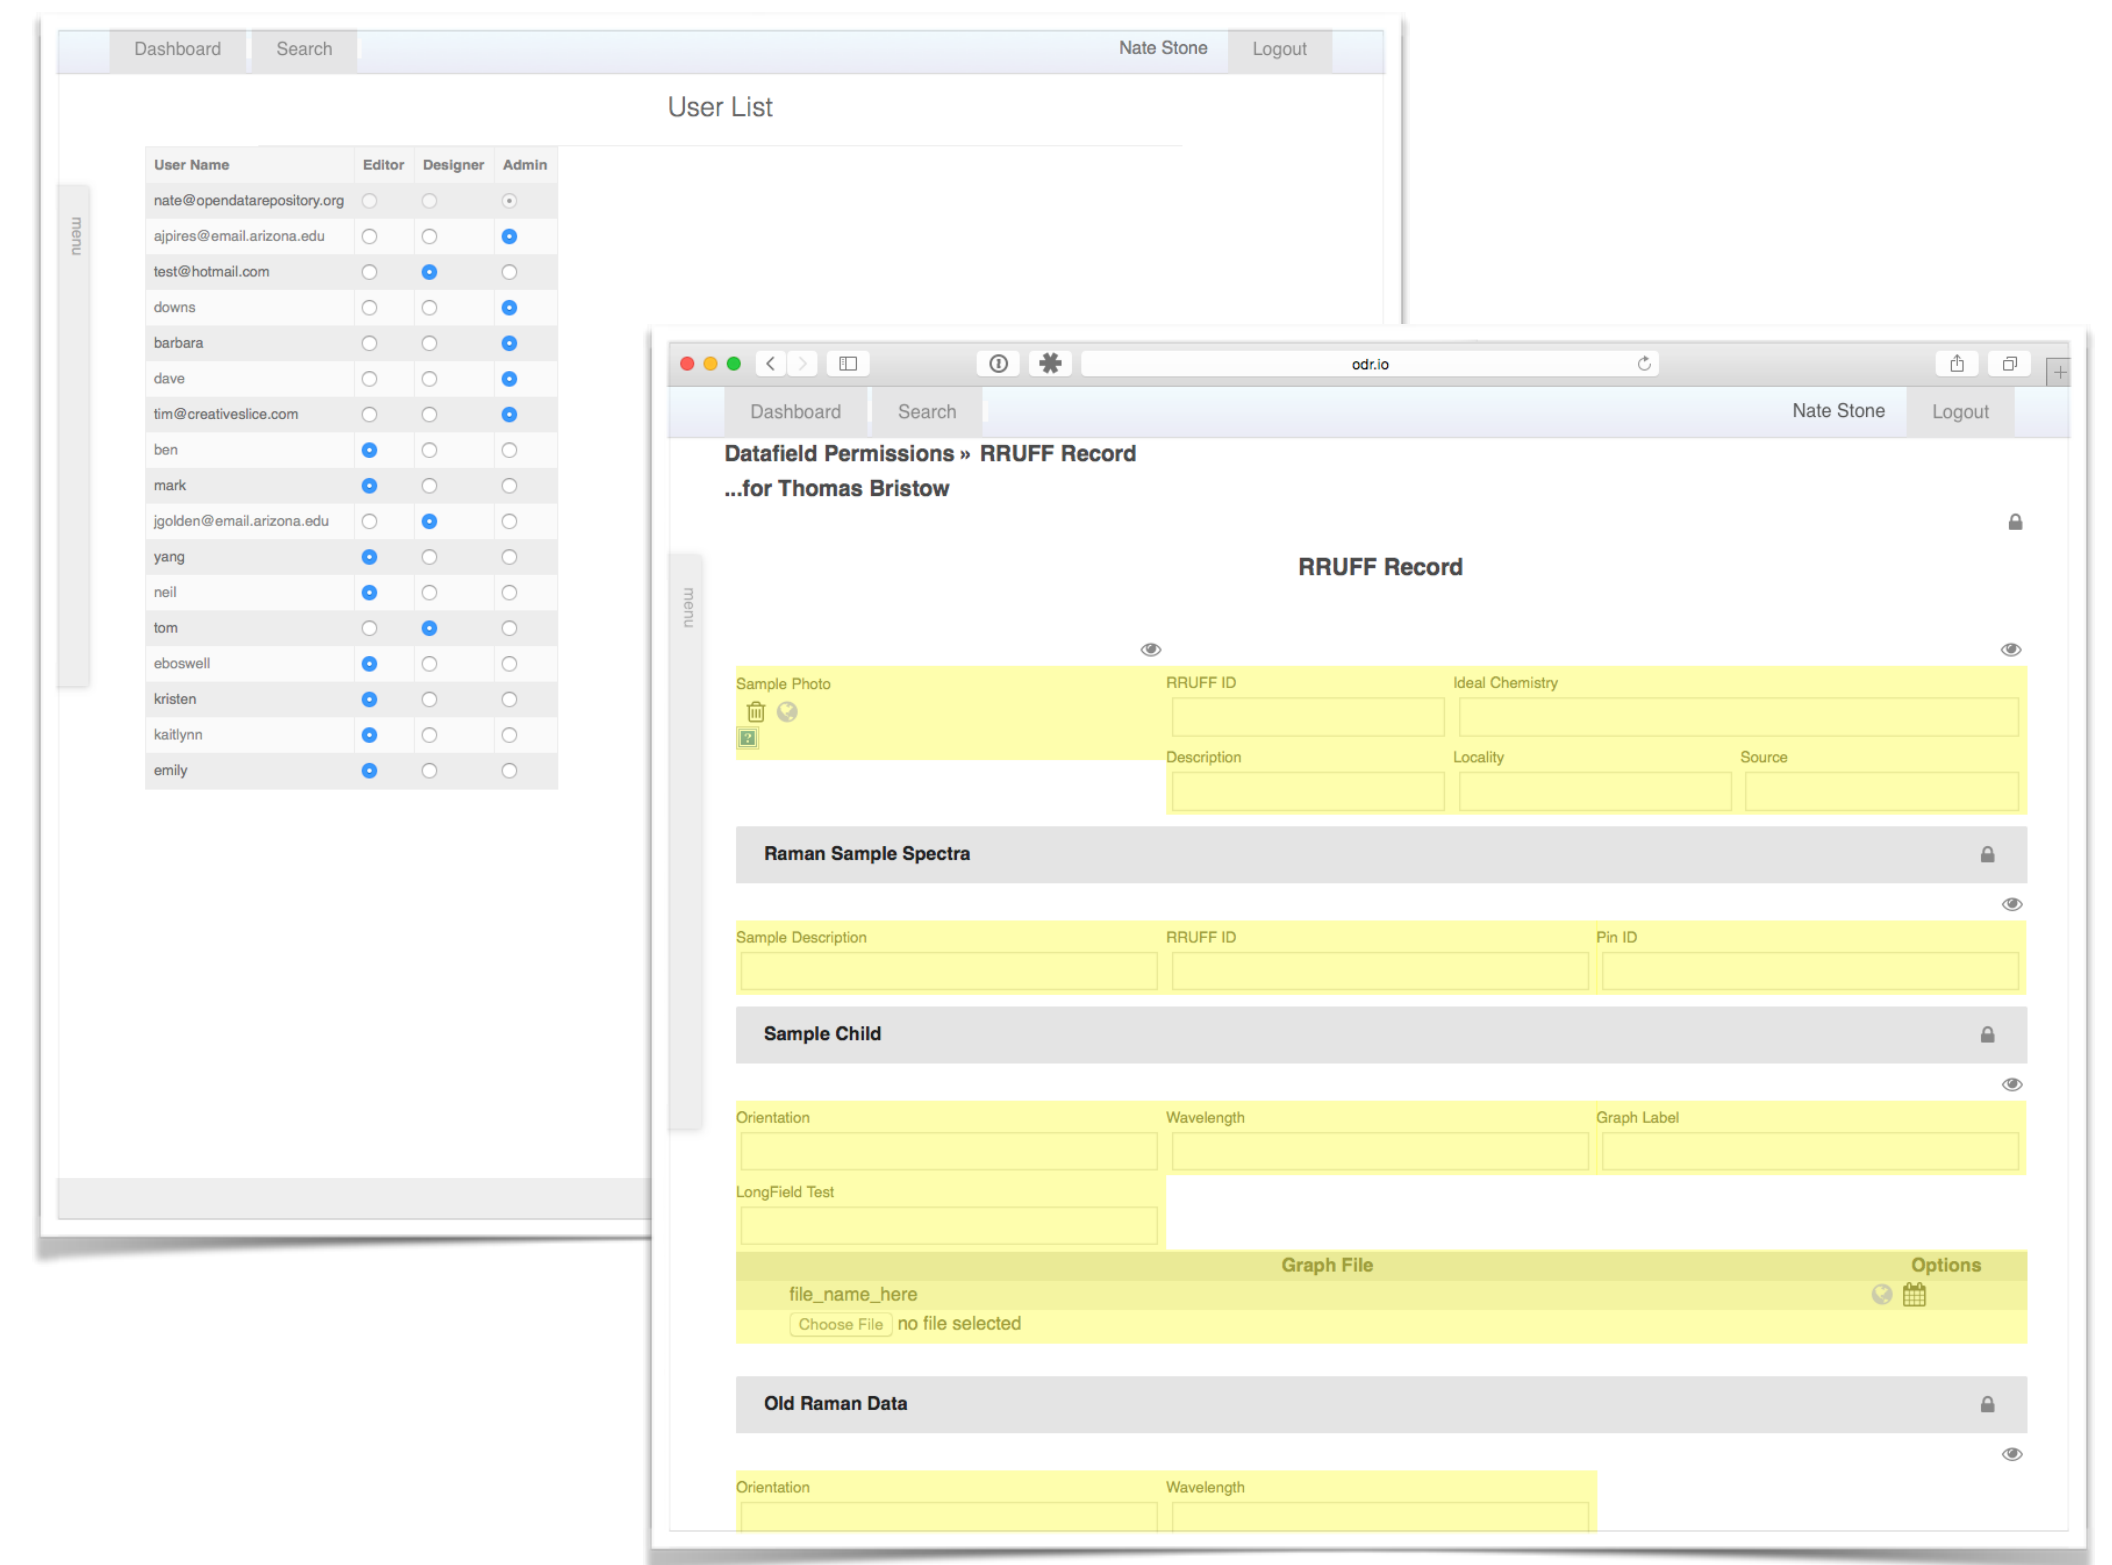 Dashboard Search Nate Stone Logout
User List
menu
User Name Editor Designer Admin
nate@opendatarepository.org
ajpires@email.arizona.edu
test@hotmail.com
downs
barbara
dave
tim@creativeslice.com
ben
mark
jgolden@email.arizona.edu
yang
neil
tom
eboswell
kristen
kaitlynn
emily
odr.io
Dashboard Search Nate Stone Logout
Datafield Permissions » RRUFF Record
...for Thomas Bristow
RRUFF Record
menu
Sample Photo RRUFF ID Ideal Chemistry
Description Locality Source
Raman Sample Spectra
Sample Description RRUFF ID Pin ID
Sample Child
Orientation Wavelength Graph Label
LongField Test
Graph File Options
file_name_here
Choose File no file selected
Old Raman Data
Orientation Wavelength